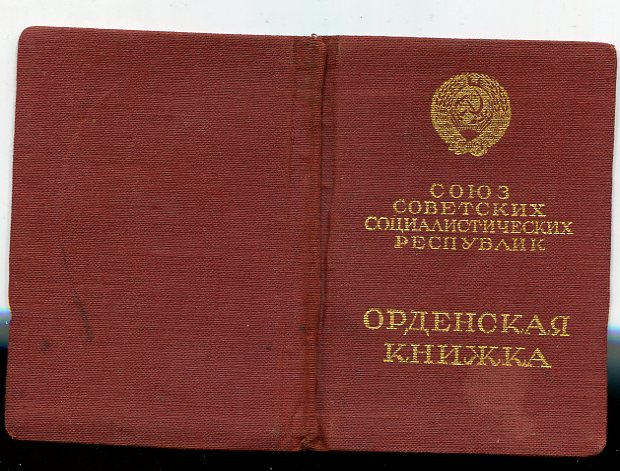 СОЮЗ
СОВЕТСКИХ
СОЦИАЛИСТИЧЕСКИХ
РЕСПУБЛИК
ОРДЕНСКАЯ
КНИЖКА